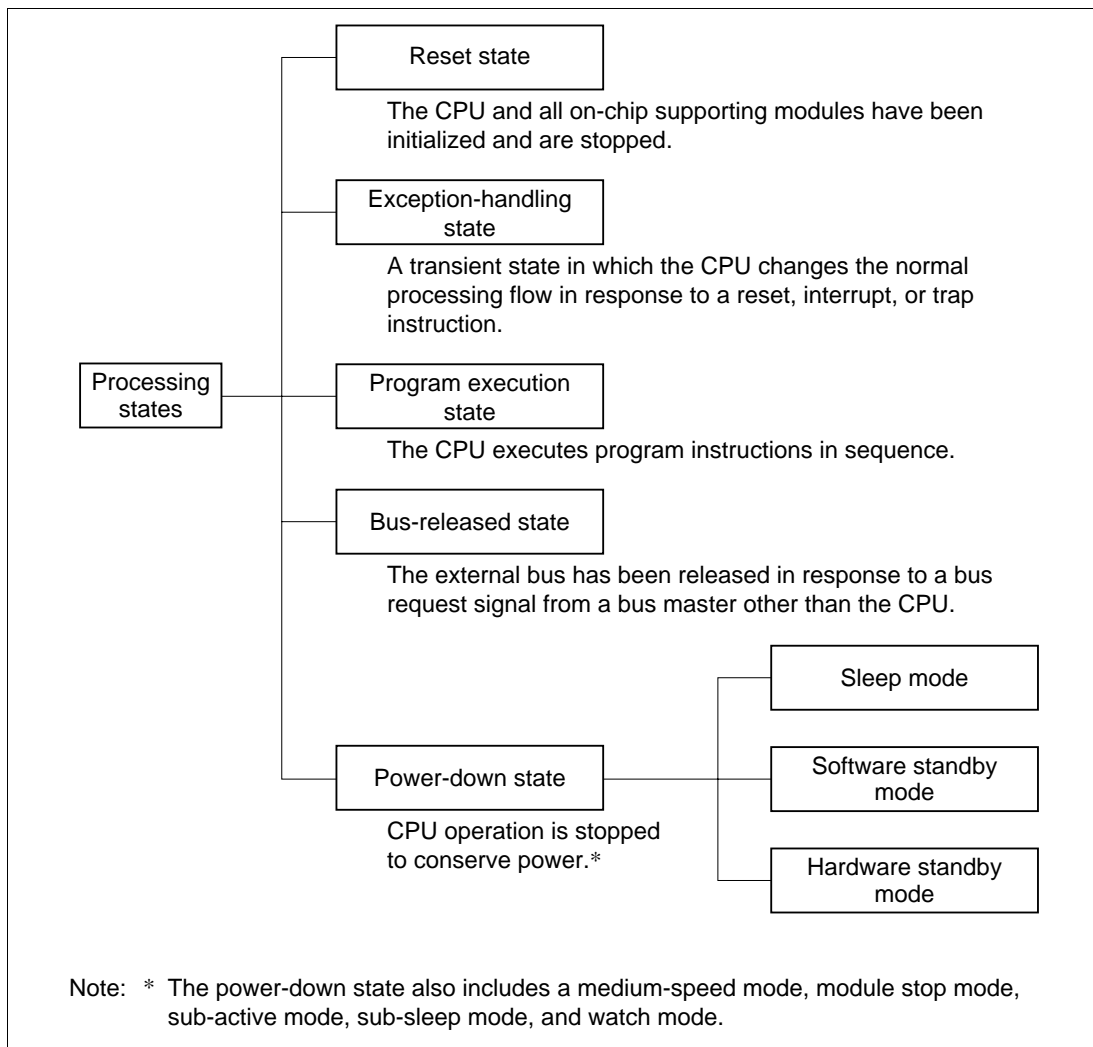 Reset state
The CPU and all on-chip supporting modules have been
initialized and are stopped.
Exception-handling
state
A transient state in which the CPU changes the normal
processing flow in response to a reset, interrupt, or trap
instruction.
Processing
states
Program execution
state
The CPU executes program instructions in sequence.
Bus-released state
The external bus has been released in response to a bus
request signal from a bus master other than the CPU.
Sleep mode
Power-down state
CPU operation is stopped
to conserve power.*
Software standby
mode
Hardware standby
mode
Note: * The power-down state also includes a medium-speed mode, module stop mode,
sub-active mode, sub-sleep mode, and watch mode.